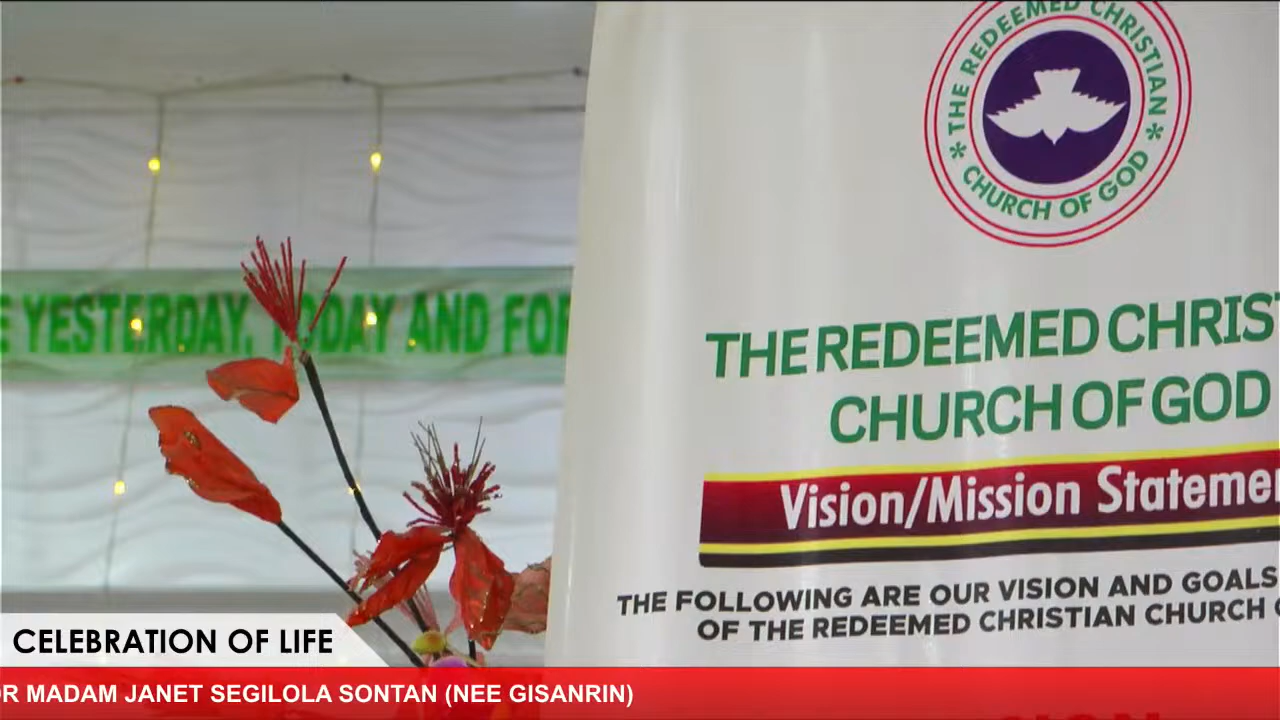 THE REDEEMED CHRISTIAN
* CHURCH OF GOD *
YESTERDAY, TODAY AND FOR
THE REDEEMED CHRIST
CHURCH OF GOD
Vision/Mission Stateme
THE FOLLOWING ARE OUR VISION AND GOALS
OF THE REDEEMED CHRISTIAN CHURCH
CELEBRATION OF LIFE
R MADAM JANET SEGILOLA SONTAN (NEE GISANRIN)